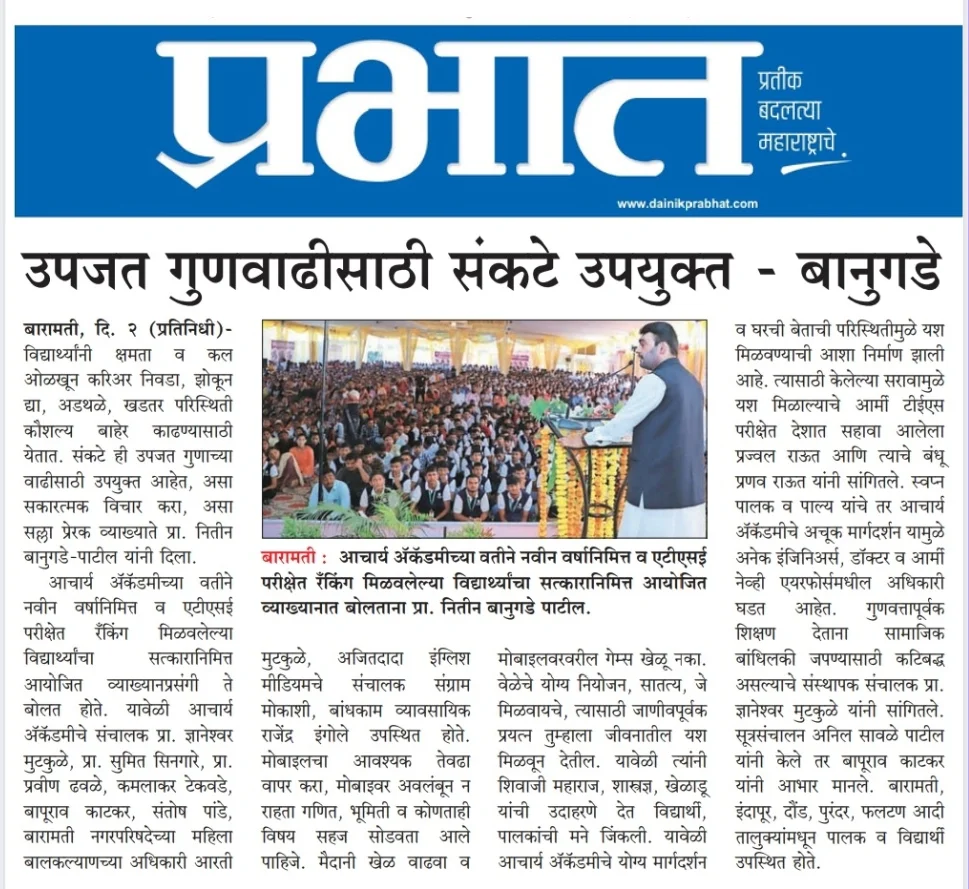 प्रभात
प्रतीक
बदलत्या
महाराष्ट्राचे.
www.dainikprabhat.com
उपजत गुणवाढीसाठी संकटे उपयुक्त - बानुगडे
बारामती, दि. २ (प्रतिनिधी)-
विद्यार्थ्यांनी क्षमता व कल
ओळखून करिअर निवडा, झोकून
द्या, अडथळे, खडतर परिस्थिती
कौशल्य बाहेर काढण्यासाठी
येतात. संकटे ही उपजत गुणाच्या
वाढीसाठी उपयुक्त आहेत, असा
सकारात्मक विचार करा, असा
सल्ला प्रेरक व्याख्याते प्रा. नितीन
बानुगडे-पाटील यांनी दिला.
आचार्य ॲकॅडमीच्या वतीने
नवीन वर्षानिमित्त व एटीएसई
परीक्षेत रँकिंग मिळवलेल्या
विद्यार्थ्यांचा सत्कारानिमित्त
आयोजित व्याख्यानप्रसंगी ते
बोलत होते. यावेळी आचार्य
ॲकॅडमीचे संचालक प्रा. ज्ञानेश्वर
मुटकुळे, प्रा. सुमित सिनगारे, प्रा.
प्रवीण ढवळे, कमलाकर टेकवडे,
बापूराव काटकर, संतोष पांडे,
बारामती नगरपरिषदेच्या महिला
बालकल्याणच्या अधिकारी आरती
बारामती : आचार्य ॲकॅडमीच्या वतीने नवीन वर्षानिमित्त व एटीएसई
परीक्षेत रँकिंग मिळवलेल्या विद्यार्थ्यांचा सत्कारानिमित्त आयोजित
व्याख्यानात बोलताना प्रा. नितीन बानुगडे पाटील.
मुटकुळे, अजितदादा इंग्लिश
मीडियमचे संचालक संग्राम
मोकाशी, बांधकाम व्यावसायिक
राजेंद्र इंगोले उपस्थित होते.
मोबाइलचा आवश्यक तेवढा
वापर करा, मोबाइवर अवलंबून न
राहता गणित, भूमिती व कोणताही
विषय सहज सोडवता आले
पाहिजे. मैदानी खेळ वाढवा व
मोबाइलवरवरील गेम्स खेळू नका.
वेळेचे योग्य नियोजन, सातत्य, जे
मिळवायचे, त्यासाठी जाणीवपूर्वक
प्रयत्न तुम्हाला जीवनातील यश
मिळवून देतील. यावेळी त्यांनी
शिवाजी महाराज, शास्त्रज्ञ, खेळाडू
यांची उदाहरणे देत विद्यार्थी,
पालकांची मने जिंकली. यावेळी
आचार्य ॲकॅडमीचे योग्य मार्गदर्शन
व घरची बेताची परिस्थितीमुळे यश
मिळवण्याची आशा निर्माण झाली
आहे. त्यासाठी केलेल्या सरावामुळे
यश मिळाल्याचे आर्मी टीईएस
परीक्षेत देशात सहावा आलेला
प्रज्वल राऊत आणि त्याचे बंधू
प्रणव राऊत यांनी सांगितले. स्वप्न
पालक व पाल्य यांचे तर आचार्य
ॲकॅडमीचे अचूक मार्गदर्शन यामुळे
अनेक इंजिनिअर्स, डॉक्टर व आर्मी
नेव्ही एयरफोर्समधील अधिकारी
घडत आहेत. गुणवत्तापूर्वक
शिक्षण देताना सामाजिक
बांधिलकी जपण्यासाठी कटिबद्ध
असल्याचे संस्थापक संचालक प्रा.
ज्ञानेश्वर मुटकुळे यांनी सांगितले.
सूत्रसंचालन अनिल सावळे पाटील
यांनी केले तर बापूराव काटकर
यांनी आभार मानले. बारामती,
इंदापूर, दौंड, पुरंदर, फलटण आदी
तालुक्यांमधून पालक व विद्यार्थी
उपस्थित होते.